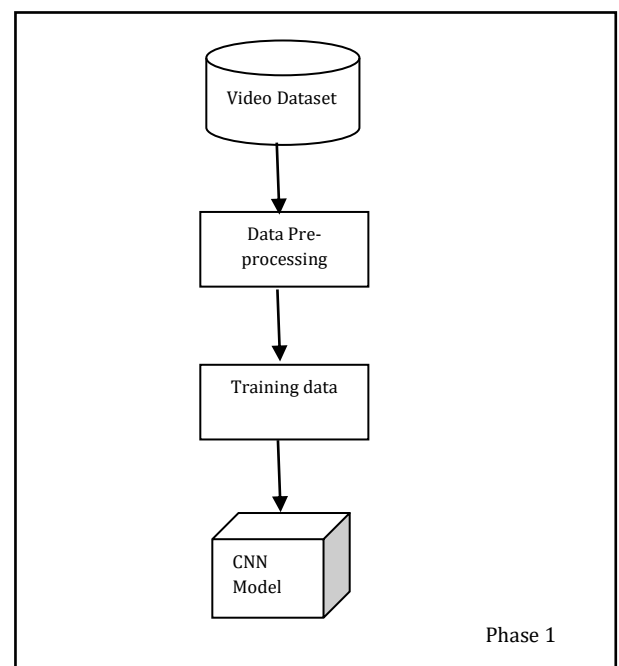 Video Dataset
Data Pre-
processing
Training data
CNN
Model
Phase 1